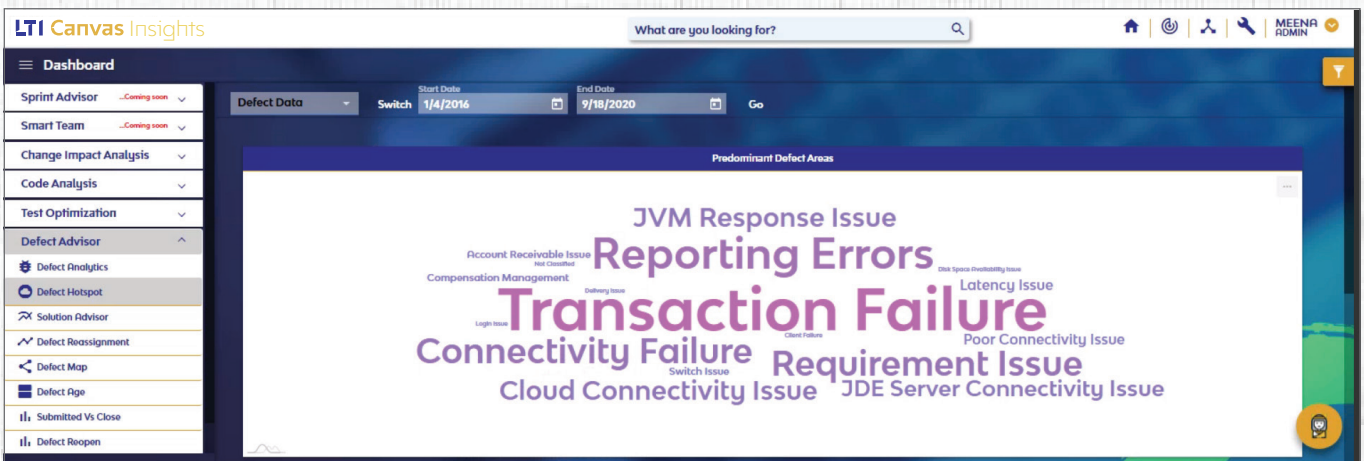 LTI Canvas Insights
What are you looking for?
MEENA
ADMIN
Dashboard
Sprint Advisor ...Coming soon
Smart Team ...Coming soon
Change Impact Analysis
Code Analysis
Test Optimization
Defect Advisor
Defect Analytics
Defect Hotspot
Solution Advisor
Defect Reassignment
Defect Map
Defect Age
Submitted Vs Close
Defect Reopen
Defect Data
Switch
Start Date
1/4/2016
End Date
9/18/2020
Go
Predominant Defect Areas
JVM Response Issue
Account Receivable Issue
Not Classified
Reporting Errors
Disk Space Availability Issue
Compensation Management
Latency Issue
Delivery Issue
Transaction Failure
Login Issue
Client Failure
Poor Connectivity Issue
Connectivity Failure
Switch Issue
Requirement Issue
Cloud Connectivity Issue
JDE Server Connectivity Issue